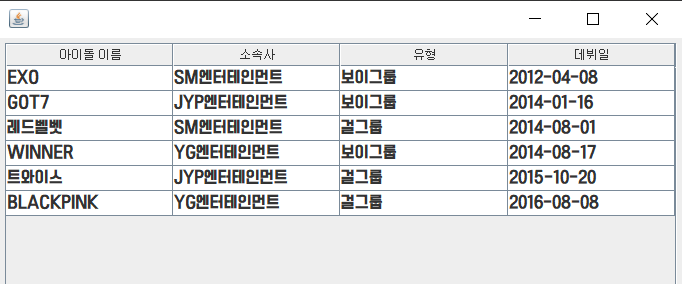 아이돌 이름 소속사 유형 데뷔일
EXO SM엔터테인먼트 보이그룹 2012-04-08
GOT7 JYP엔터테인먼트 보이그룹 2014-01-16
레드벨벳 SM엔터테인먼트 걸그룹 2014-08-01
WINNER YG엔터테인먼트 보이그룹 2014-08-17
트와이스 JYP엔터테인먼트 걸그룹 2015-10-20
BLACKPINK YG엔터테인먼트 걸그룹 2016-08-08